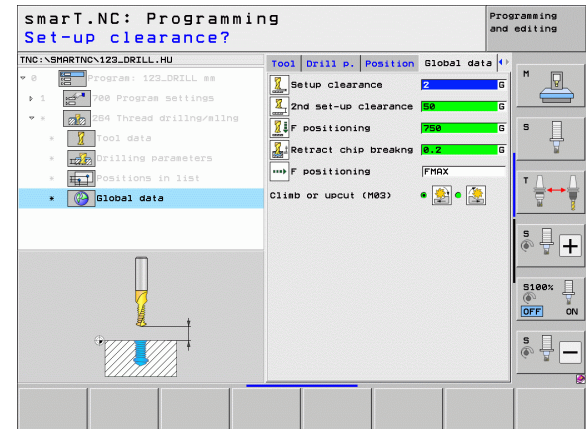 smarT.NC: Programming
Set-up clearance?
Programming
and editing
TNC:\SMARTNC\123_DRILL.HU
0 Program: 123_DRILL mm
1 700 Program settings
* 264 Thread drillng/mllng
* Tool data
* Drilling parameters
* Positions in list
* Global data
Tool Drill p. Position Global data
Setup clearance 2 G
2nd set-up clearance 50 G
F positioning 750 G
Retract chip breakng 0.2 G
F positioning FMAX
Climb or upcut (M03)
M
S
T
S
S100%
OFF ON
S